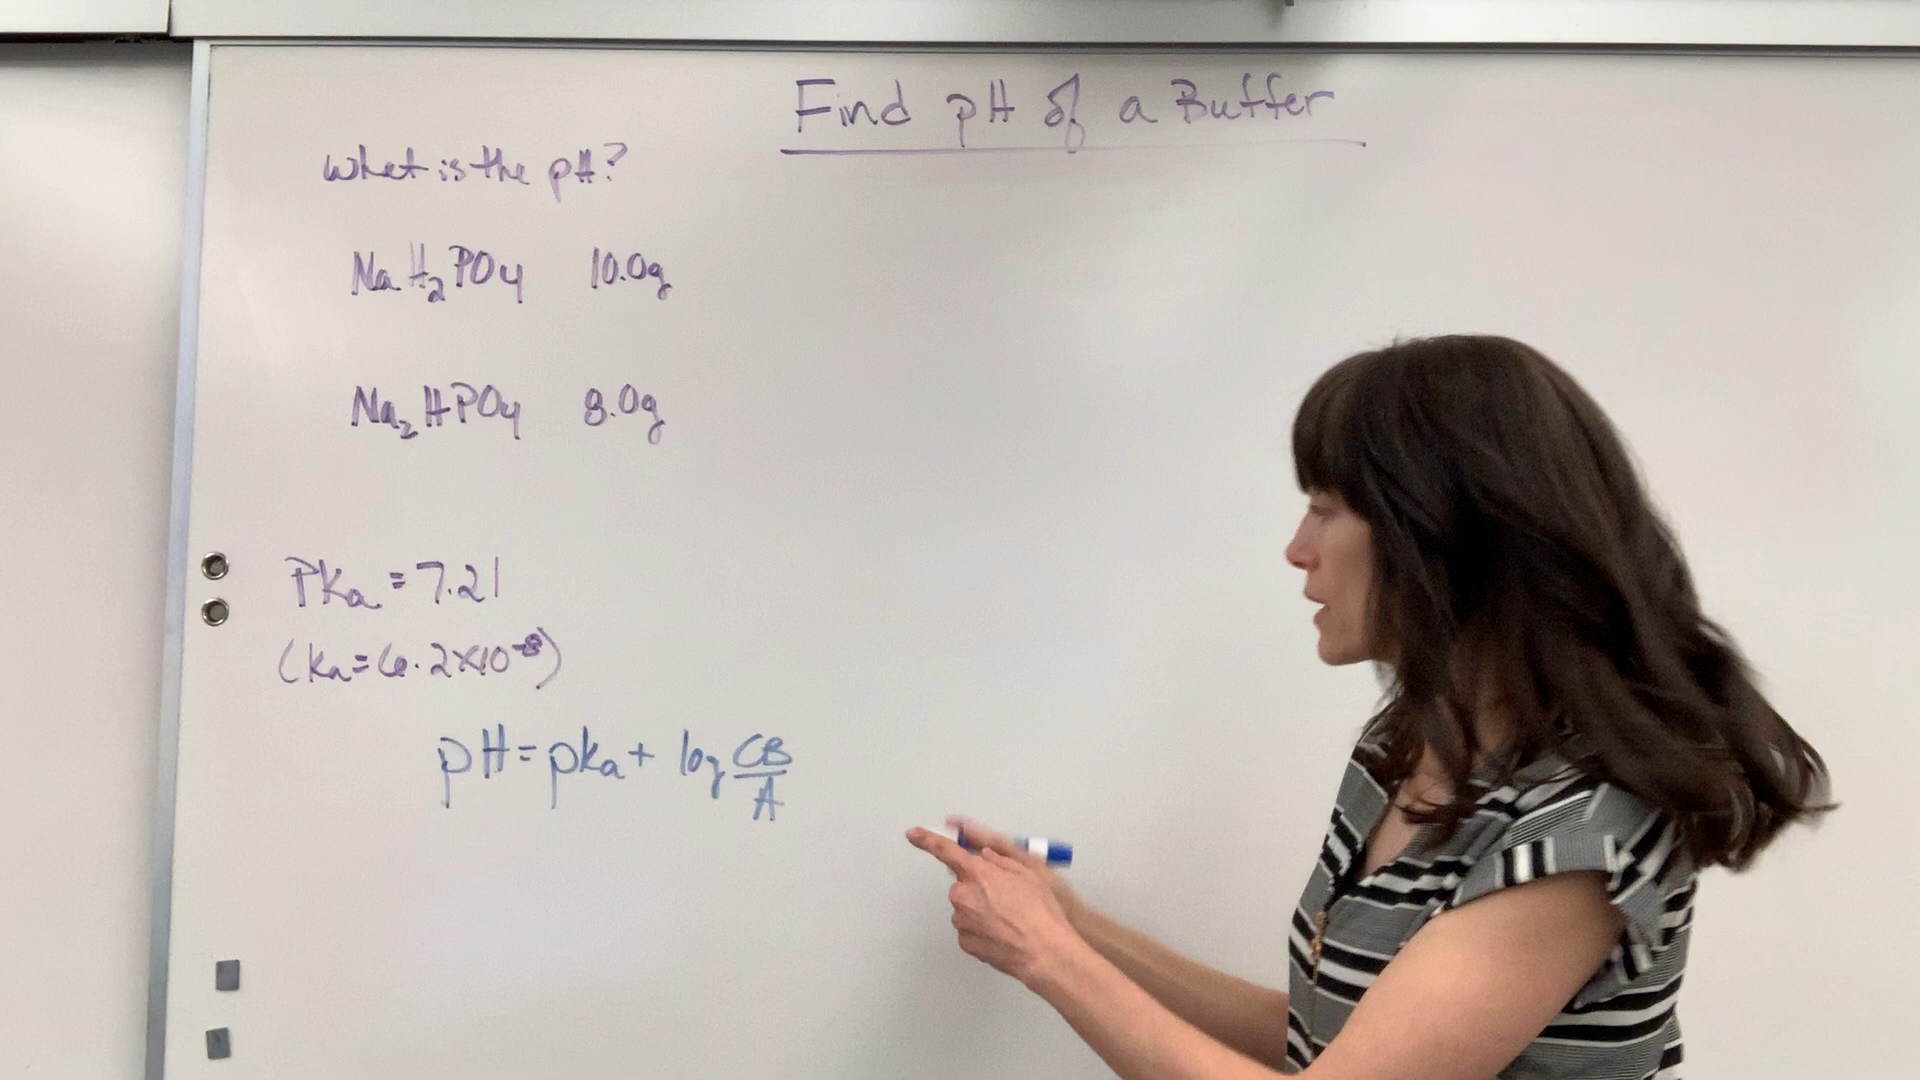 Find pH of a Buffer
What is the pH?
NaH₂PO₄ 10.0g
Na₂HPO₄ 8.0g
PKa = 7.21
(Ka = 6.2x10⁻⁸)
pH = pka + log CB/A